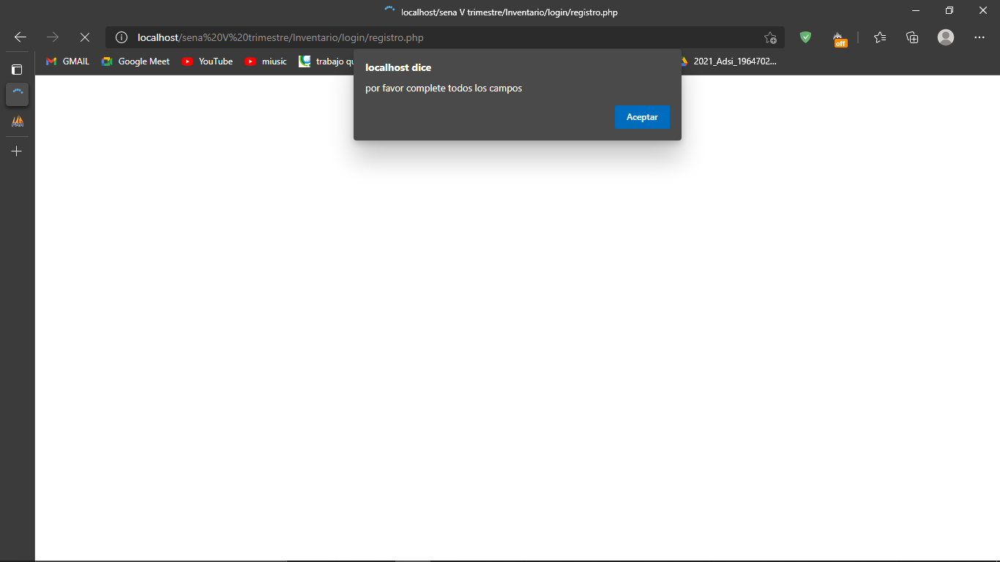 localhost/sena V trimestre/Inventario/login/registro.php
localhost/sena%20V%20trimestre/Inventario/login/registro.php
off
GMAIL
Google Meet
YouTube
miusic
trabajo qu
2021_Adsi_1964702...
localhost dice
por favor complete todos los campos
Aceptar